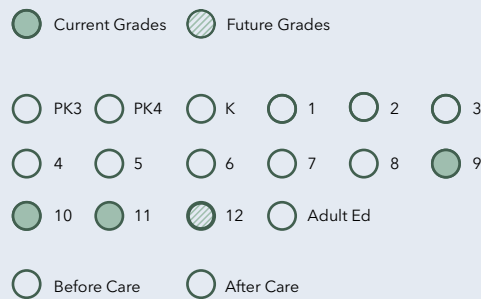 Current Grades Future Grades
PK3 PK4 K 1 2 3
4 5 6 7 8 9
10 11 12 Adult Ed
Before Care After Care